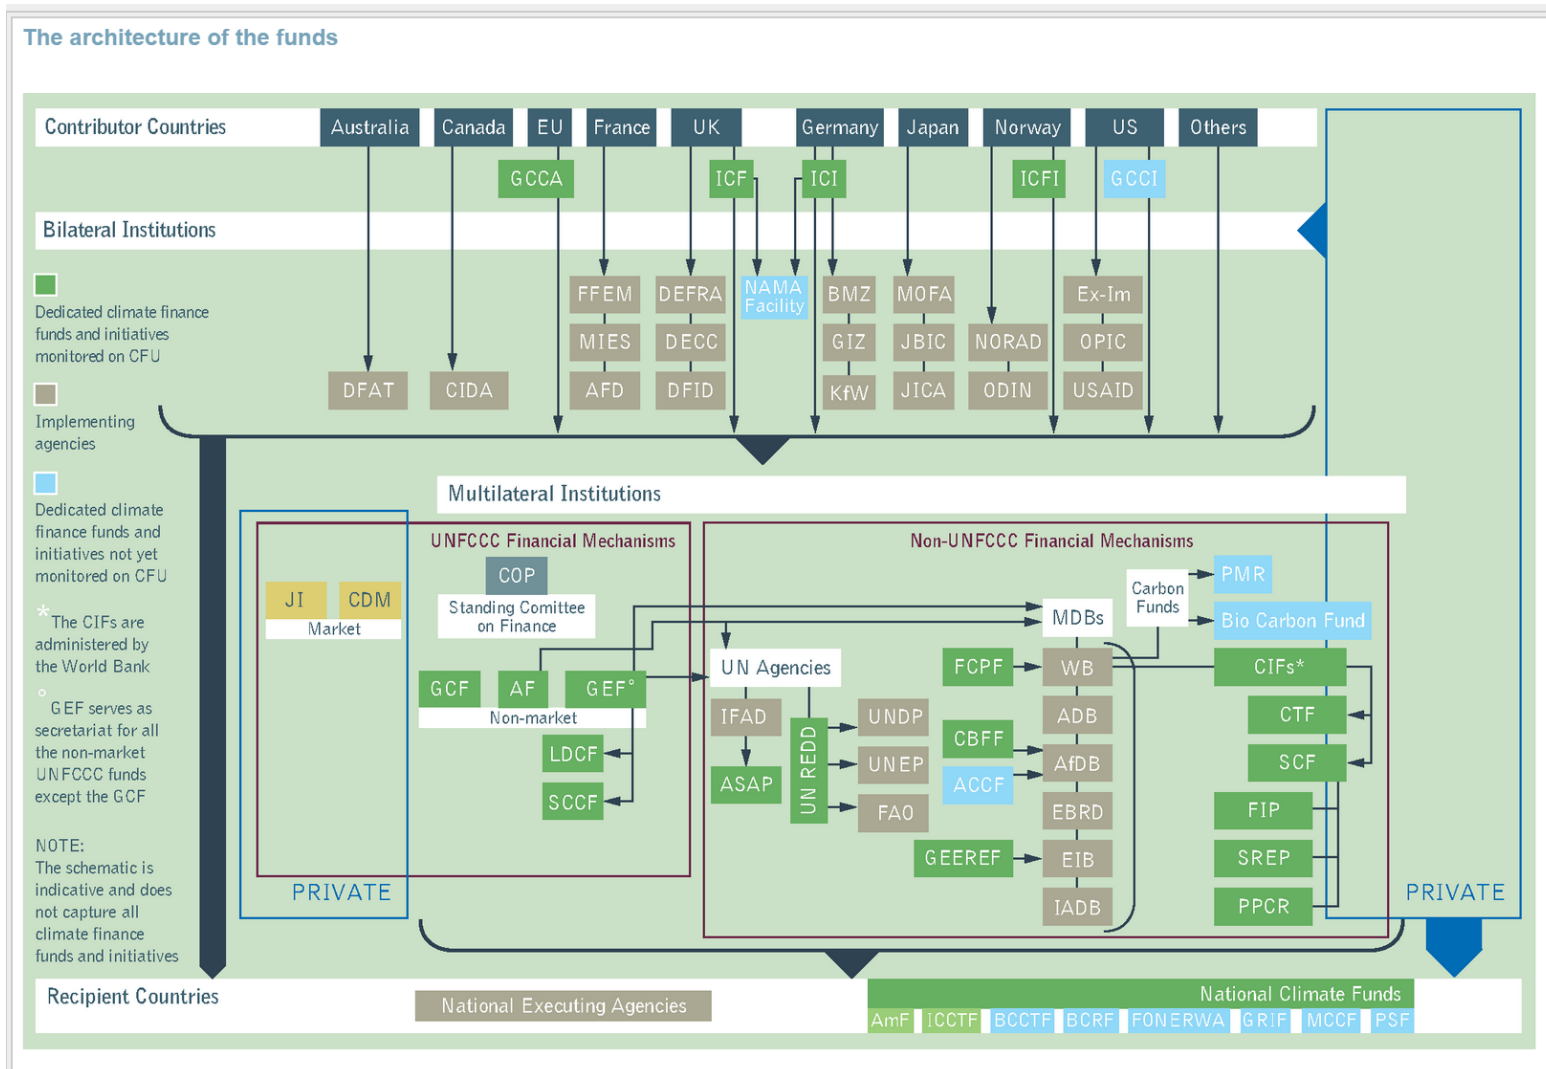 The architecture of the funds
Contributor Countries
Australia
Canada
EU
France
UK
Germany
Japan
Norway
US
Others
GCCA
ICF
ICI
ICFI
GCCI
Bilateral Institutions
Dedicated climate finance
funds and initiatives
monitored on CFU
Implementing
agencies
Dedicated climate
finance funds and
initiatives not yet
monitored on CFU
* The CIFs are
administered by
the World Bank
° GEF serves as
secretariat for all
the non-market
UNFCCC funds
except the GCF
NOTE:
The schematic is
indicative and does
not capture all
climate finance
funds and initiatives
FFEM
DEFRA
NAMA
Facility
BMZ
MOFA
Ex-Im
MIES
DECC
GIZ
JBIC
NORAD
OPIC
DFAT
CIDA
AFD
DFID
KfW
JICA
ODIN
USAID
Multilateral Institutions
UNFCCC Financial Mechanisms
COP
Standing Comittee
on Finance
JI
CDM
Market
GCF
AF
GEF°
Non-market
LDCF
SCCF
PRIVATE
Non-UNFCCC Financial Mechanisms
UN Agencies
IFAD
ASAP
UN REDD
UNDP
UNEP
FAO
FCPF
CBFF
ACCF
GEEREF
MDBs
WB
ADB
AfDB
EBRD
EIB
IADB
Carbon
Funds
PMR
Bio Carbon Fund
CIFs*
CTF
SCF
FIP
SREP
PPCR
PRIVATE
Recipient Countries
National Executing Agencies
National Climate Funds
AmF
ICCTF
BCCTF
BCRF
FONERWA
GRIF
MCCF
PSF